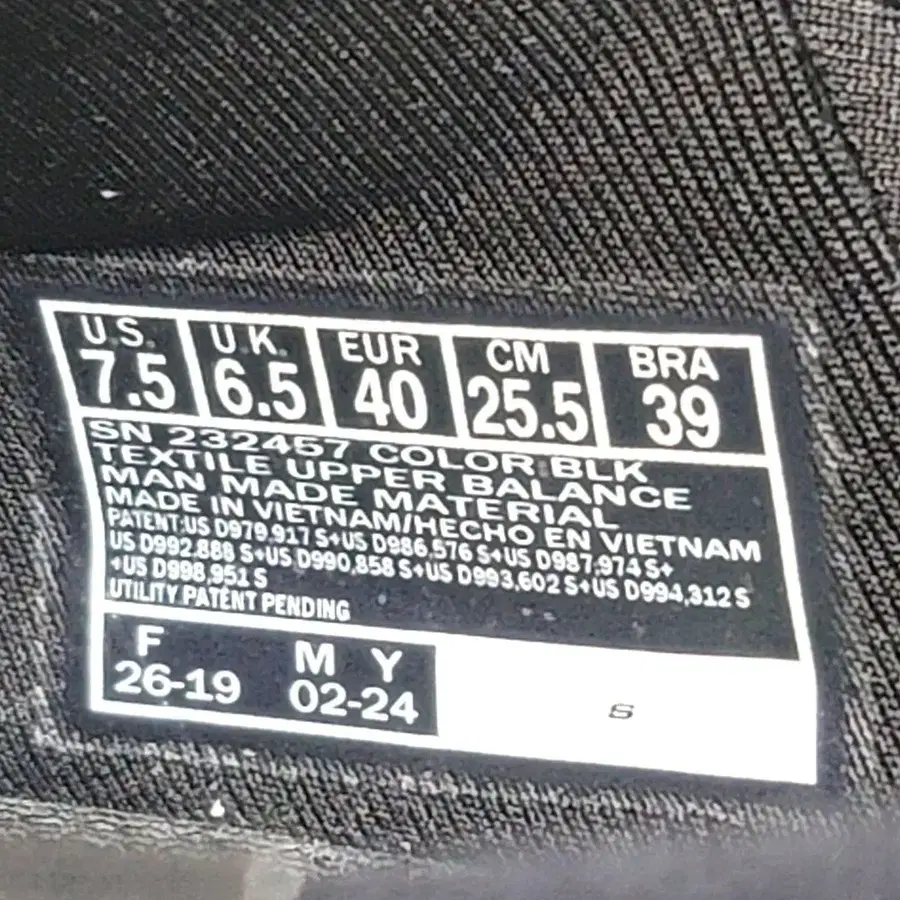 U.S. U.K. EUR CM BRA
7.5 6.5 40 25.5 39
SN 232457 COLOR:BLK
TEXTILE UPPER BALANCE
MAN MADE MATERIAL
MADE IN VIETNAM/HECHO EN VIETNAM
PATENT:US D979,917 S+US D986,576 S+US D987,974 S+
US D992,888 S+US D990,858 S+US D993,602 S+US D994,312 S
+US D998,951 S
UTILITY PATENT PENDING
F M Y
26-19 02-24
S